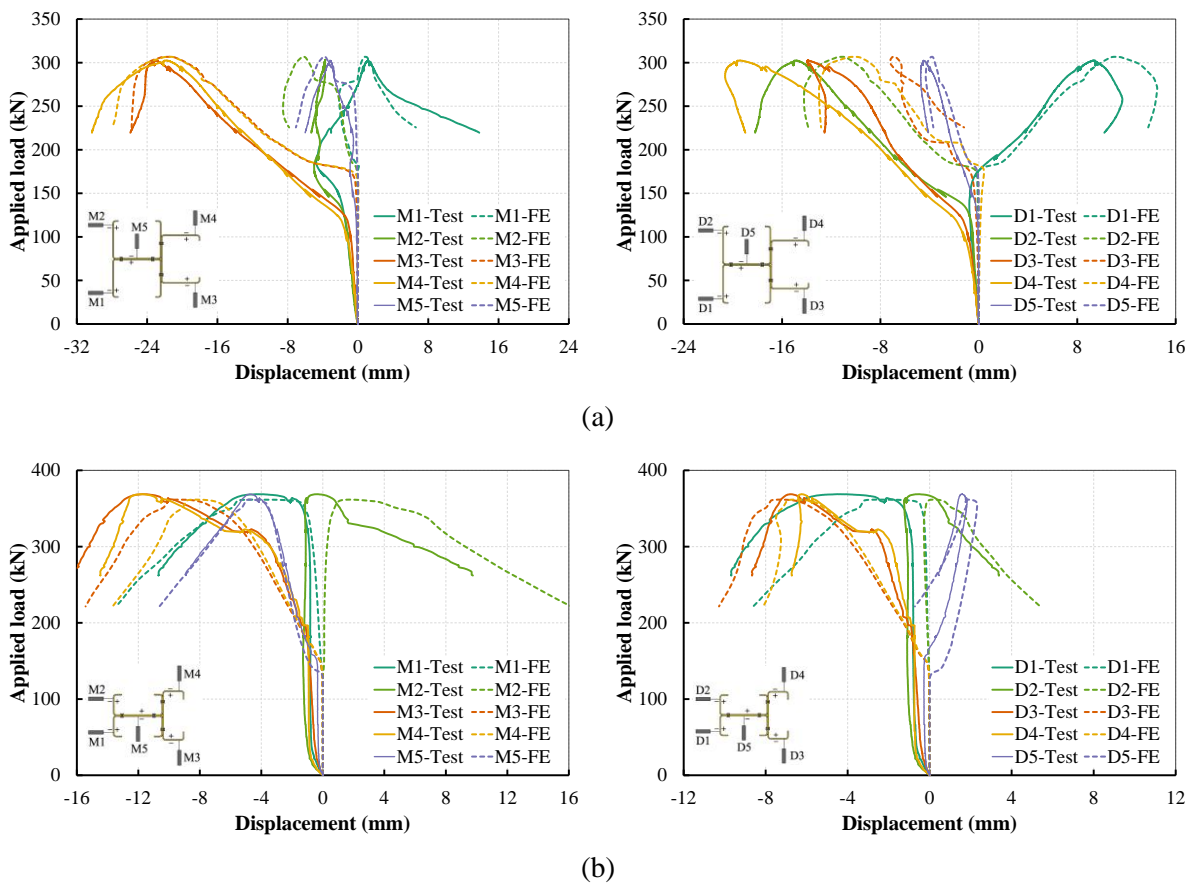 350
300
250
200
150
100
50
0
Applied load (kN)
-32 -24 -16 -8 0 8 16 24
Displacement (mm)
M2 M5 M4
M1 M3
M1-Test M1-FE
M2-Test M2-FE
M3-Test M3-FE
M4-Test M4-FE
M5-Test M5-FE
350
300
250
200
150
100
50
0
Applied load (kN)
-24 -16 -8 0 8 16
Displacement (mm)
D2 D5 D4
D1 D3
D1-Test D1-FE
D2-Test D2-FE
D3-Test D3-FE
D4-Test D4-FE
D5-Test D5-FE
(a)
400
300
200
100
0
Applied load (kN)
-16 -12 -8 -4 0 4 8 12 16
Displacement (mm)
M4
M2
M1 M5 M3
M1-Test M1-FE
M2-Test M2-FE
M3-Test M3-FE
M4-Test M4-FE
M5-Test M5-FE
400
300
200
100
0
Applied load (kN)
-12 -8 -4 0 4 8 12
Displacement (mm)
D4
D2
D1 D5 D3
D1-Test D1-FE
D2-Test D2-FE
D3-Test D3-FE
D4-Test D4-FE
D5-Test D5-FE
(b)